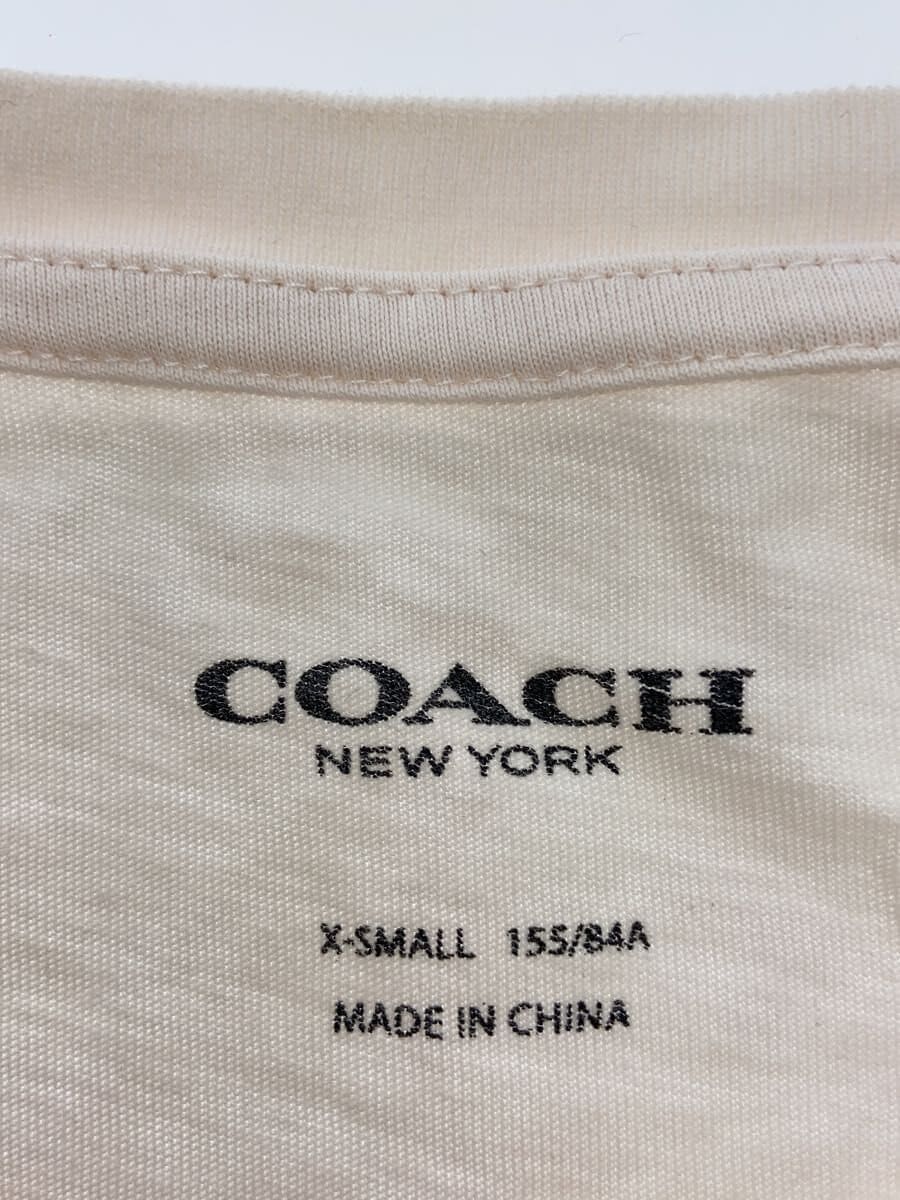 COACH
NEW YORK
X-SMALL 155/84A
MADE IN CHINA